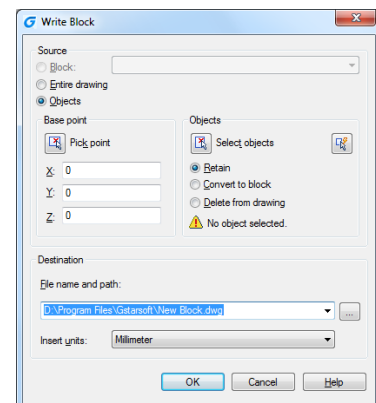 Write Block
Source
Block:
Entire drawing
Objects
Base point
Pick point
X: 0
Y: 0
Z: 0
Objects
Select objects
Retain
Convert to block
Delete from drawing
No object selected.
Destination
File name and path:
D:\Program Files\Gstarsoft\New Block.dwg
...
Insert units: Millimeter
OK Cancel Help